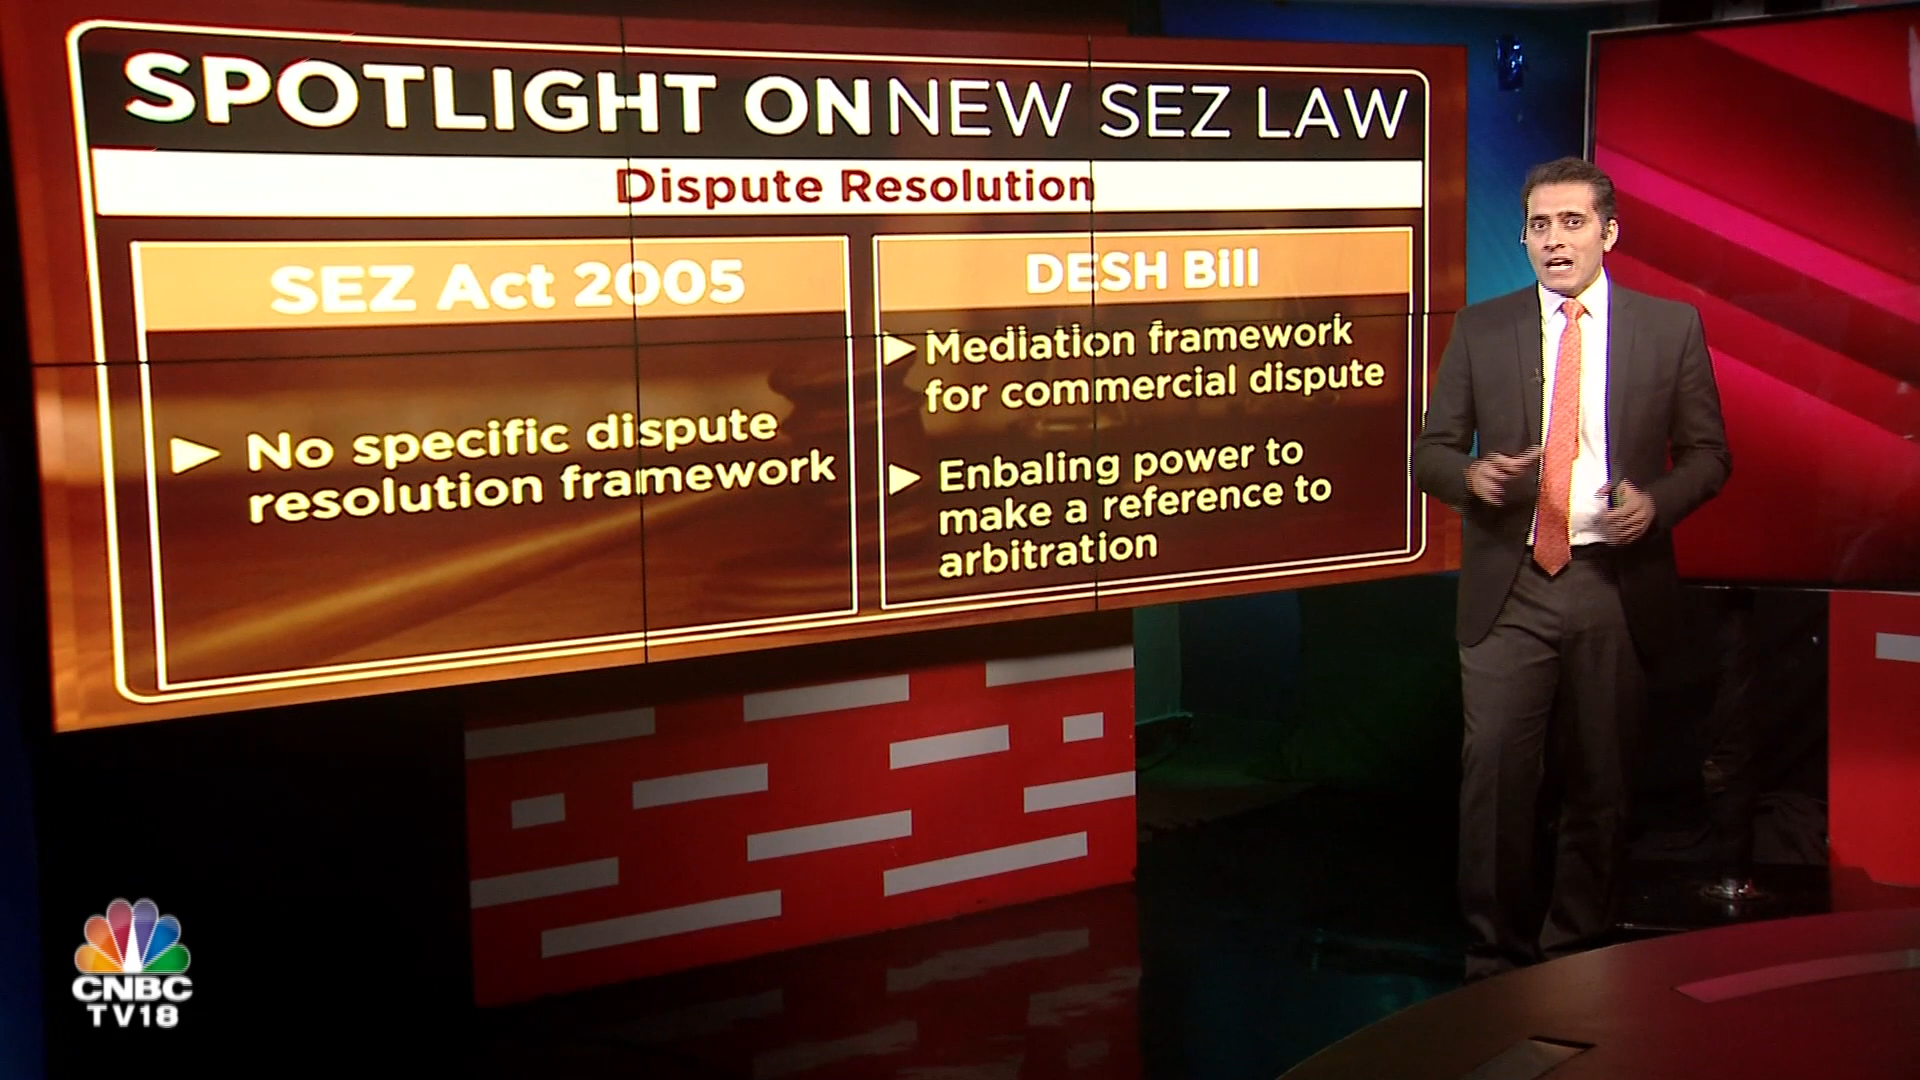 SPOTLIGHT ON NEW SEZ LAW
Dispute Resolution
SEZ Act 2005
No specific dispute
resolution framework
DESH Bill
Mediation framework
for commercial dispute
Enbaling power to
make a reference to
arbitration
CNBC
TV18